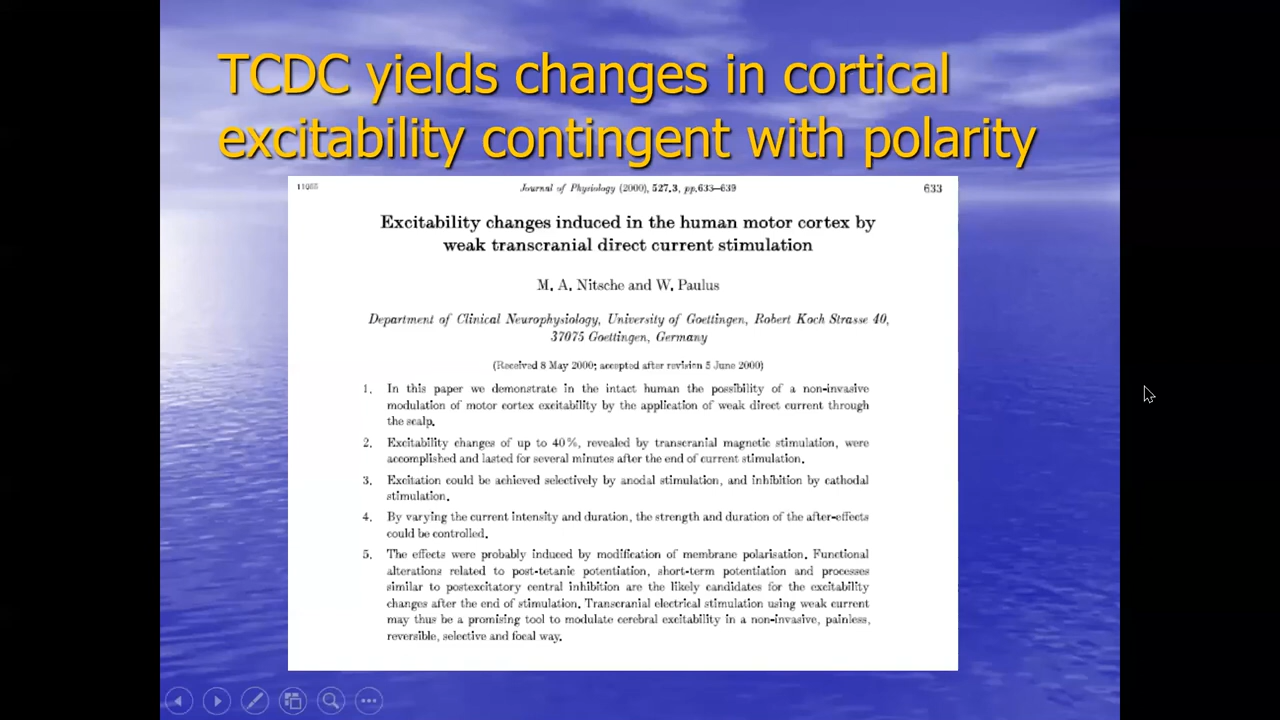 TCDC yields changes in cortical
excitability contingent with polarity
11065 Journal of Physiology (2000), 527.3, pp.633–639 633
Excitability changes induced in the human motor cortex by
weak transcranial direct current stimulation
M. A. Nitsche and W. Paulus
Department of Clinical Neurophysiology, University of Goettingen, Robert Koch Strasse 40,
37075 Goettingen, Germany
(Received 8 May 2000; accepted after revision 5 June 2000)
1. In this paper we demonstrate in the intact human the possibility of a non-invasive
modulation of motor cortex excitability by the application of weak direct current through
the scalp.
2. Excitability changes of up to 40%, revealed by transcranial magnetic stimulation, were
accomplished and lasted for several minutes after the end of current stimulation.
3. Excitation could be achieved selectively by anodal stimulation, and inhibition by cathodal
stimulation.
4. By varying the current intensity and duration, the strength and duration of the after-effects
could be controlled.
5. The effects were probably induced by modification of membrane polarisation. Functional
alterations related to post-tetanic potentiation, short-term potentiation and processes
similar to postexcitatory central inhibition are the likely candidates for the excitability
changes after the end of stimulation. Transcranial electrical stimulation using weak current
may thus be a promising tool to modulate cerebral excitability in a non-invasive, painless,
reversible, selective and focal way.